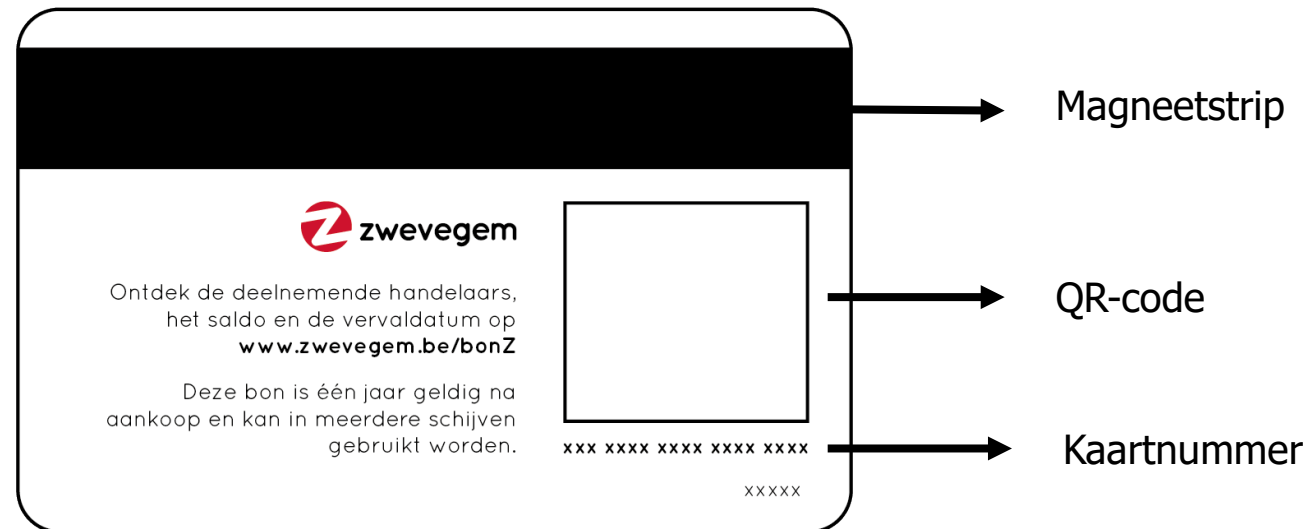 Magneetstrip
zwevegem
Ontdek de deelnemende handelaars,
het saldo en de vervaldatum op
www.zwevegem.be/bonZ
Deze bon is één jaar geldig na
aankoop en kan in meerdere schijven
gebruikt worden.
QR-code
xxx xxxx xxxx xxxx xxxx
Kaartnummer
xxxxx